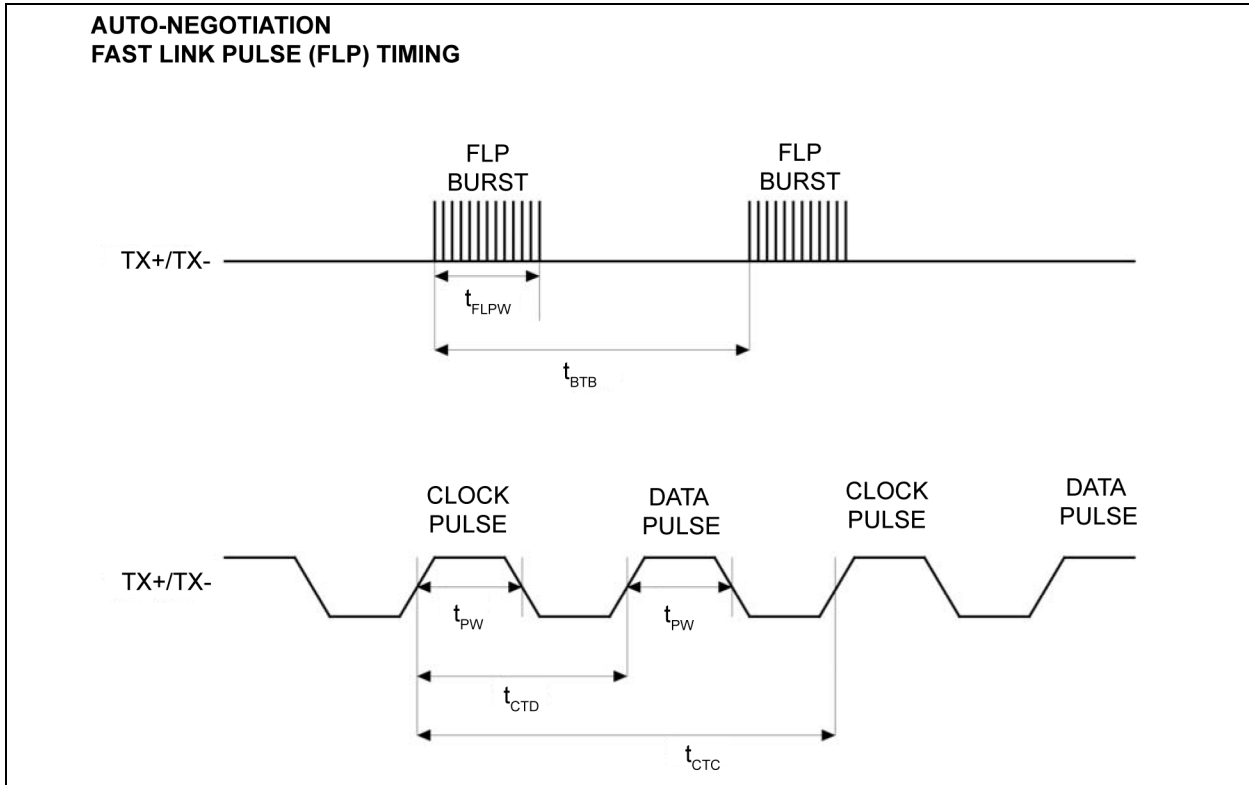 AUTO-NEGOTIATION
FAST LINK PULSE (FLP) TIMING
FLP
BURST
FLP
BURST
TX+/TX-
tFLPW
tBTB
CLOCK
PULSE
DATA
PULSE
CLOCK
PULSE
DATA
PULSE
TX+/TX-
tPW
tPW
tCTD
tCTC